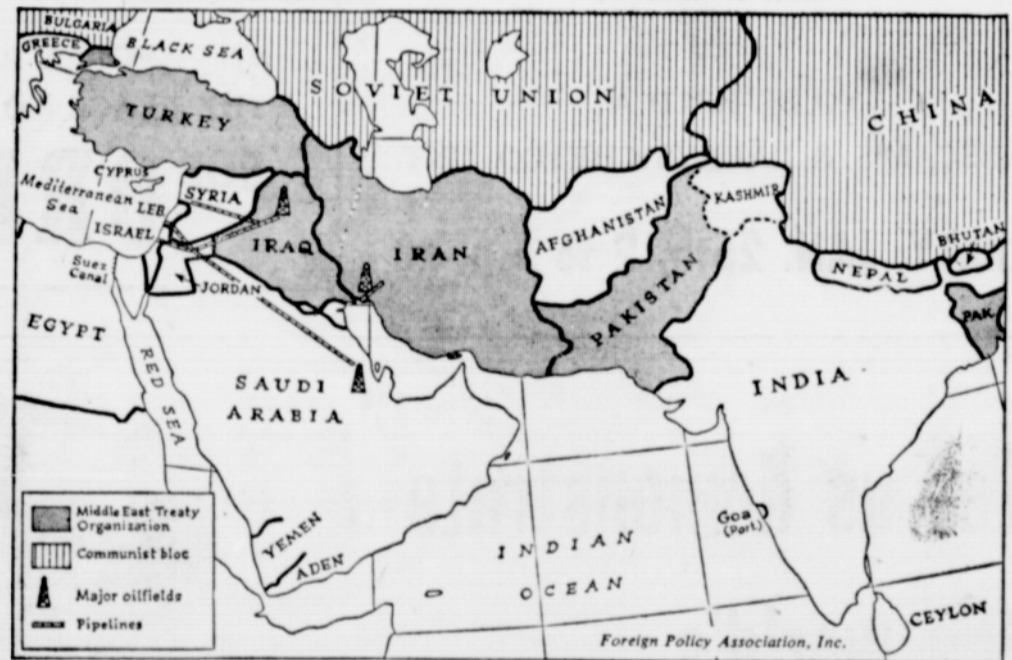 BULGARIA
GREECE
BLACK SEA
SOVIET UNION
CHINA
TURKEY
CYPRUS
Mediterranean
Sea
LEB.
SYRIA
ISRAEL
IRAQ
IRAN
AFGHANISTAN
KASHMIR
Suez
Canal
JORDAN
PAKISTAN
NEPAL
BHUTAN
PAK.
EGYPT
RED SEA
SAUDI
ARABIA
INDIA
YEMEN
ADEN
Goa
(Port.)
INDIAN
OCEAN
CEYLON
Middle East Treaty
Organization
Communist bloc
Major oilfields
Pipelines
Foreign Policy Association, Inc.